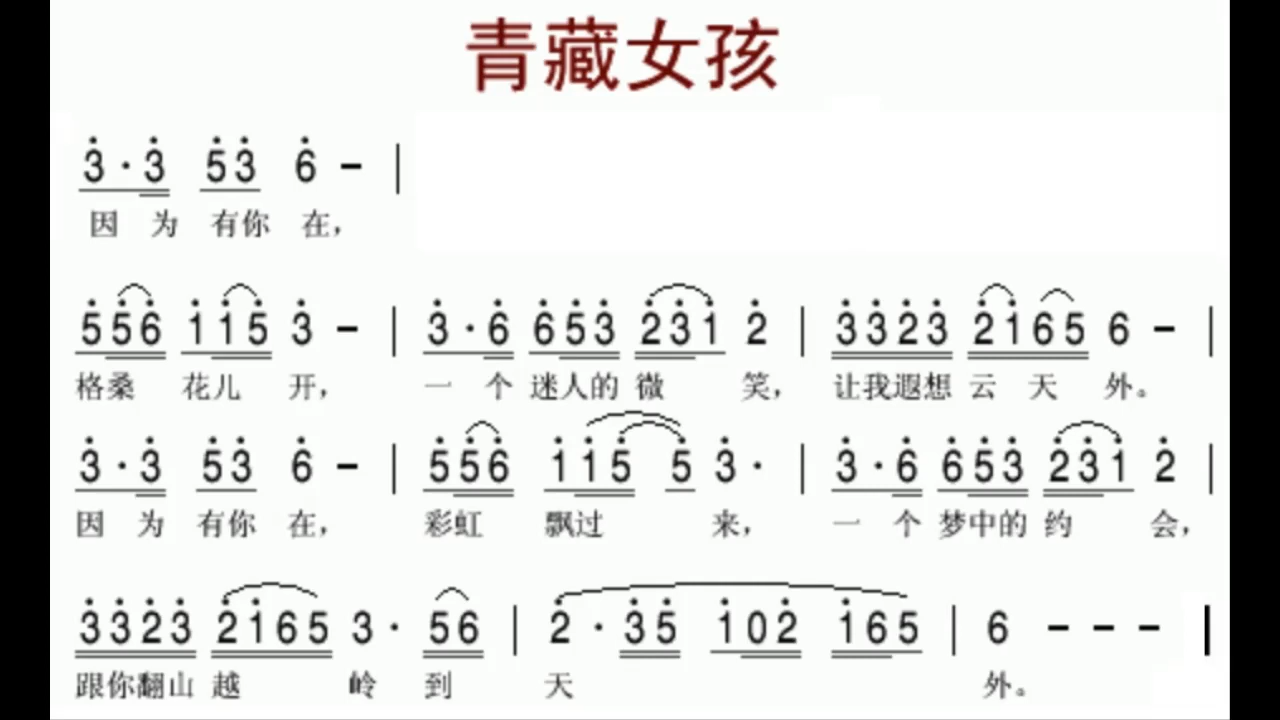 青藏女孩
3·3 53 6 - |
因 为 有你 在，
556 115 3 - | 3·6 653 231 2 | 3323 2165 6 - |
格桑 花儿 开， 一 个 迷人的 微 笑， 让我遐想 云 天 外。
3·3 53 6 - | 556 115 5 3· | 3·6 653 231 2 |
因 为 有你 在， 彩虹 飘过 来， 一 个 梦中的 约 会，
3323 2165 3· 56 | 2·35 102 165 | 6 - - - |
跟你翻山 越 岭 到 天 外。